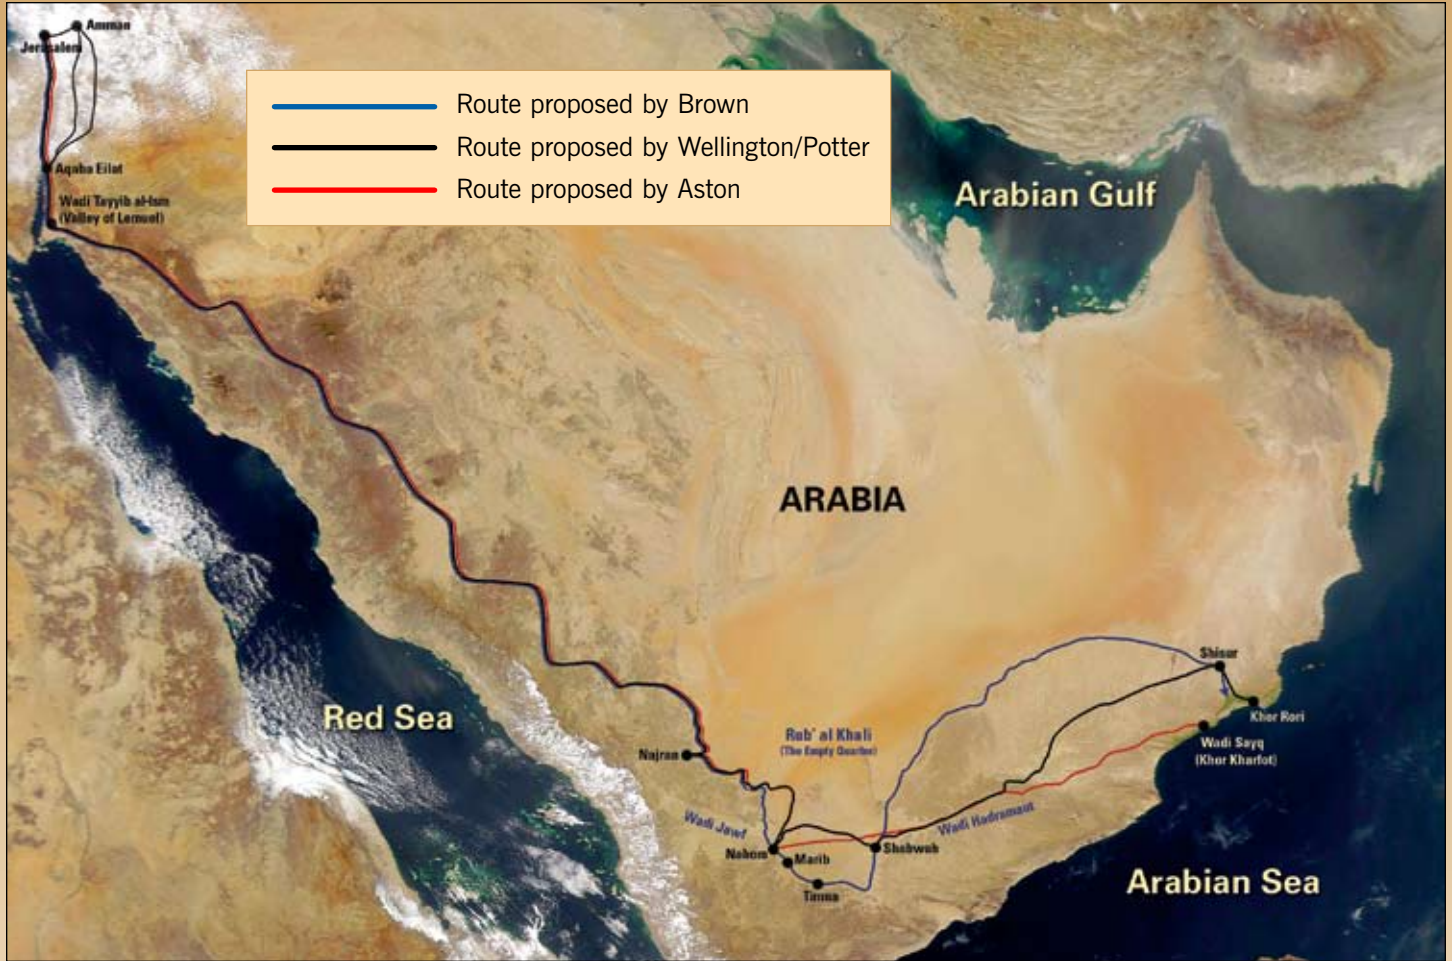 Amman
Jerusalem
Route proposed by Brown
Route proposed by Wellington/Potter
Route proposed by Aston
Aqaba Eilat
Wadi Tayyib al-Ism
(Valley of Lemuel)
Arabian Gulf
ARABIA
Red Sea
Shisur
Khor Rori
Rub' al Khali
(The Empty Quarter)
Wadi Sayq
(Khor Kharfot)
Najran
Wadi Jawf
Wadi Hadramaut
Nahom
Marib
Shabwah
Timna
Arabian Sea